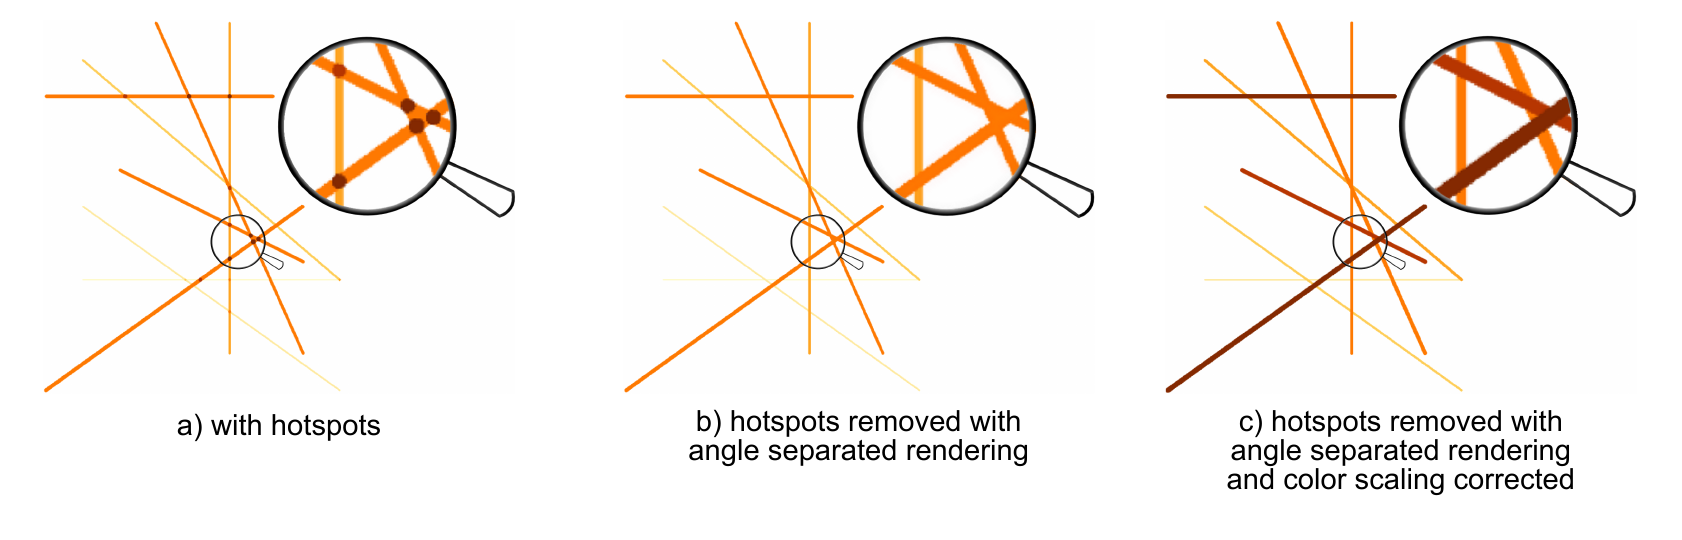 a) with hotspots
b) hotspots removed with
angle separated rendering
c) hotspots removed with
angle separated rendering
and color scaling corrected